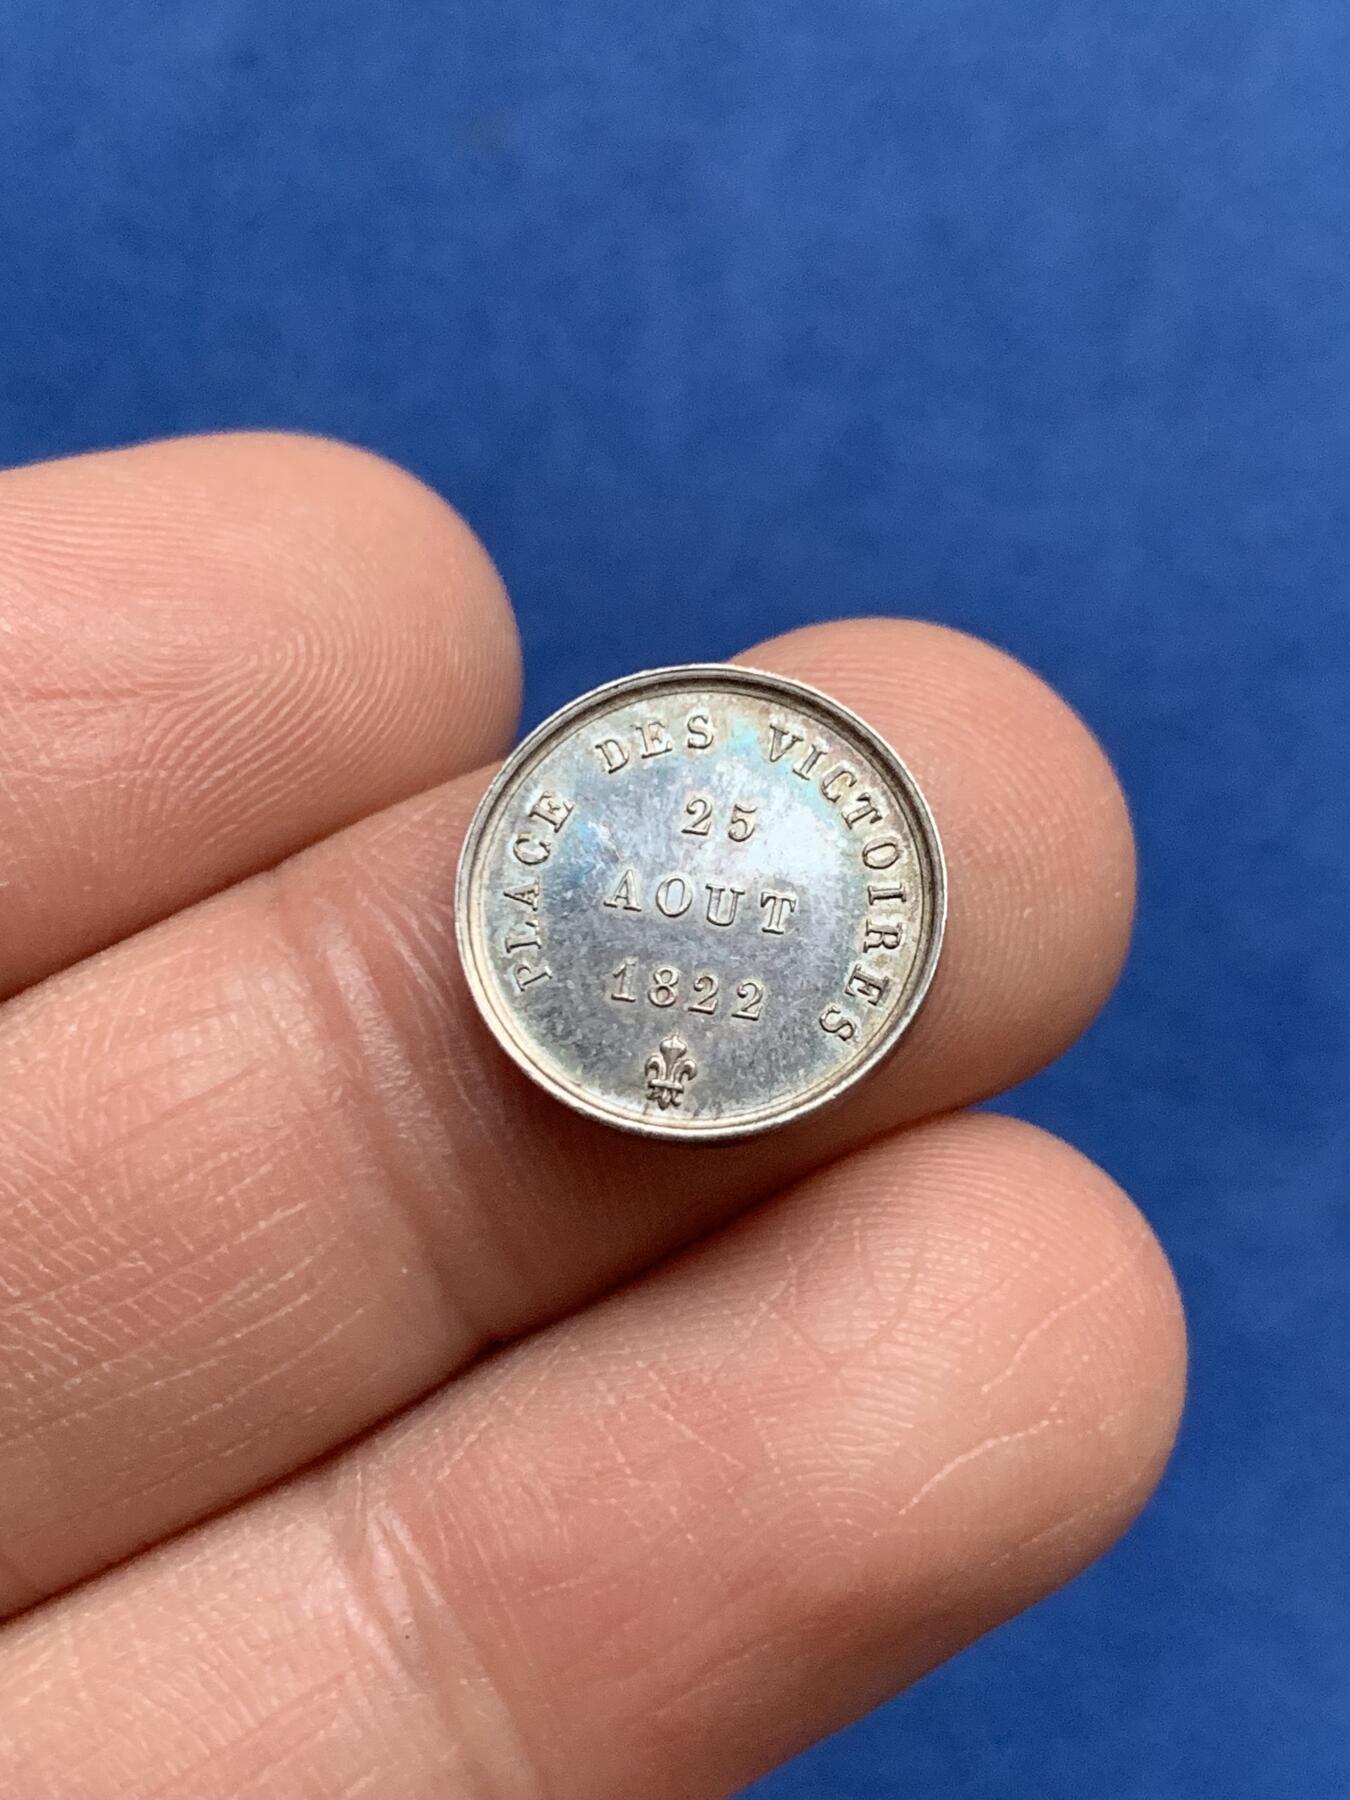 PLACE DES VICTOIRES
25
AOUT
1822